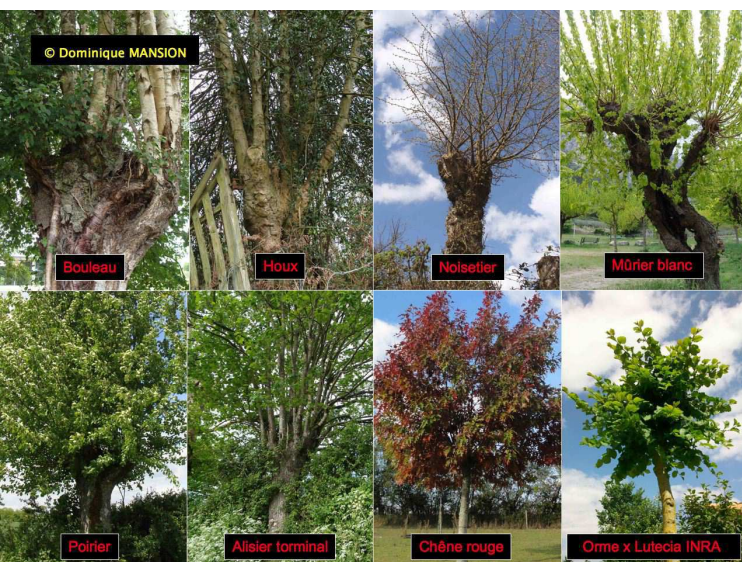 © Dominique MANSION
Bouleau
Houx
Noisetier
Mûrier blanc
Poirier
Alisier torminal
Chêne rouge
Orme x Lutecia INRA